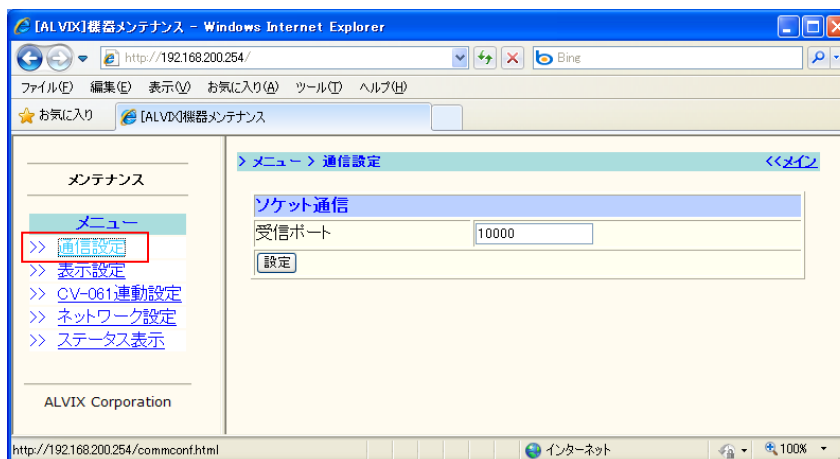 [ALVIX]機器メンテナンス - Windows Internet Explorer
http://192.168.200.254/
Bing
ファイル(F) 編集(E) 表示(V) お気に入り(A) ツール(T) ヘルプ(H)
お気に入り [ALVIX]機器メンテナンス
メンテナンス
メニュー
>> 通信設定
>> 表示設定
>> CV-061連動設定
>> ネットワーク設定
>> ステータス表示
ALVIX Corporation
> メニュー > 通信設定 <<メイン
ソケット通信
受信ポート 10000
設定
http://192.168.200.254/commconf.html インターネット 100%